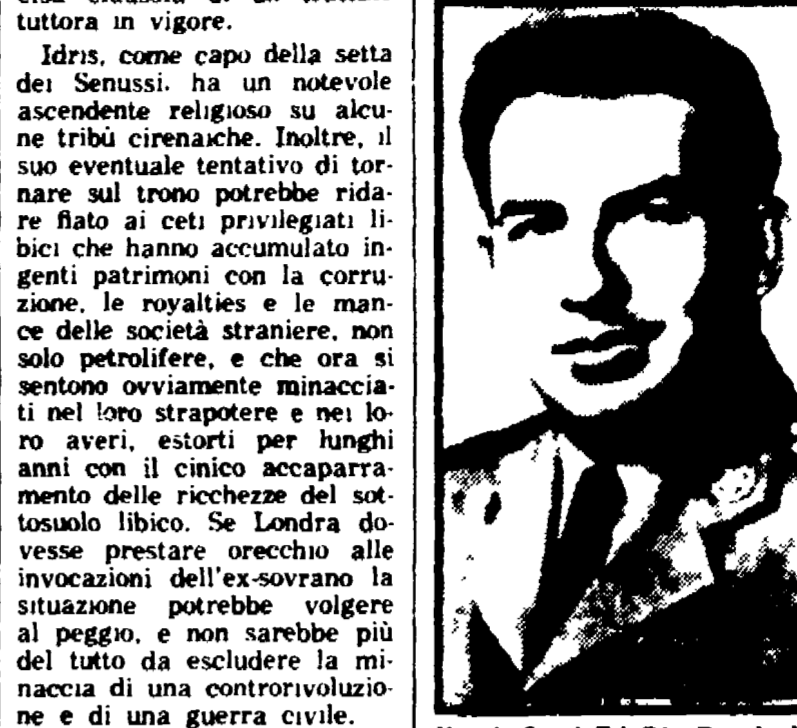 tuttora in vigore.
Idris, come capo della setta
dei Senussi. ha un notevole
ascendente religioso su alcu-
ne tribù cirenaiche. Inoltre, il
suo eventuale tentativo di tor-
nare sul trono potrebbe rida-
re fiato ai ceti privilegiati li-
bici che hanno accumulato in-
genti patrimoni con la corru-
zione, le royalties e le man-
ce delle società straniere, non
solo petrolifere, e che ora si
sentono ovviamente minaccia-
ti nel loro strapotere e nei lo-
ro averi, estorti per lunghi
anni con il cinico accaparra-
mento delle ricchezze del sot-
tosuolo libico. Se Londra do-
vesse prestare orecchio alle
invocazioni dell'ex-sovrano la
situazione potrebbe volgere
al peggio, e non sarebbe più
del tutto da escludere la mi-
naccia di una controrivoluzio-
ne e di una guerra civile.